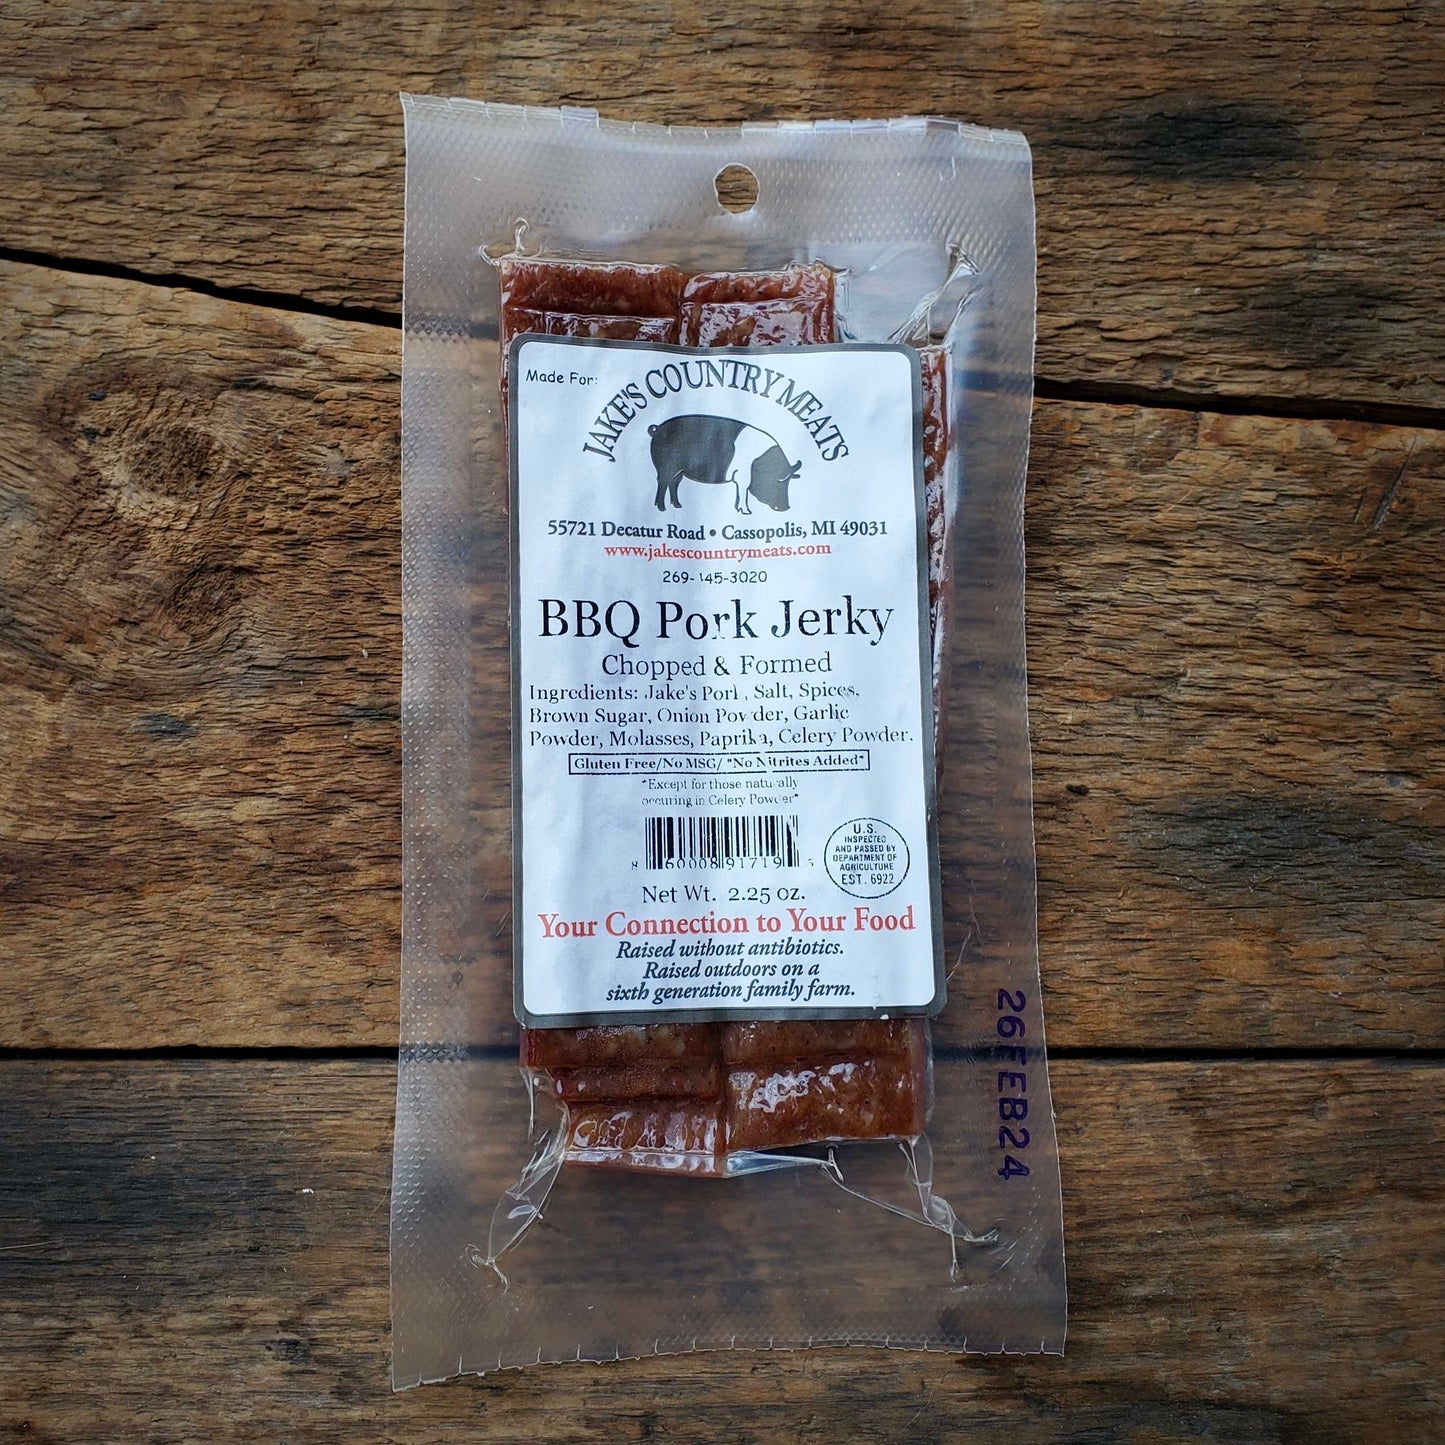 Made For:
JAKE'S COUNTRY MEATS
55721 Decatur Road • Cassopolis, MI 49031
www.jakescountrymeats.com
BBQ Pork Jerky
Chopped & Formed
Ingredients: Jake's Pork, Salt, Spices,
Brown Sugar, Onion Powder, Garlic
Powder, Molasses, Paprika, Celery Powder.
Gluten Free/No MSG/ "No Nitrites Added"
"Except for those naturally
occuring in Celery Powder"
8 60008 91719 5
U.S.
INSPECTED
AND PASSED BY
DEPARTMENT OF
AGRICULTURE
EST. 6922
Net Wt. 2.25 oz.
Your Connection to Your Food
Raised without antibiotics.
Raised outdoors on a
sixth generation family farm.
26FEB24